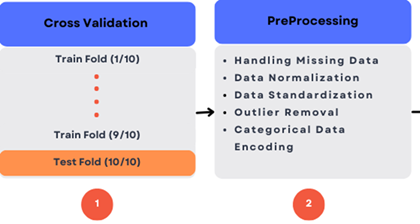 Cross Validation
Train Fold (1/10)
Train Fold (9/10)
Test Fold (10/10)
1
PreProcessing
• Handling Missing Data
• Data Normalization
• Data Standardization
• Outlier Removal
• Categorical Data
Encoding
2